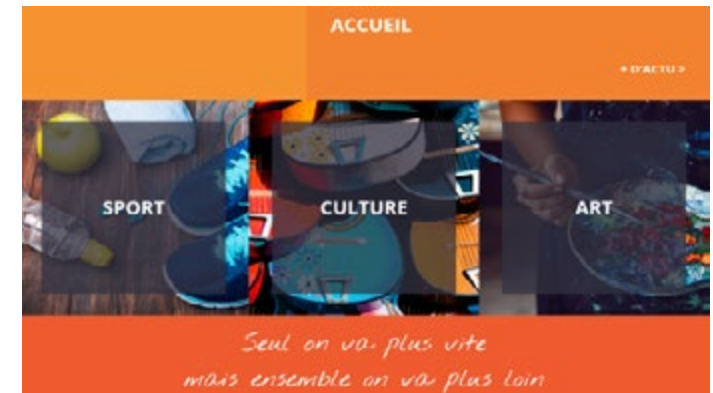 ACCUEIL
+ D'ACTU >
SPORT
CULTURE
ART
Seul on va plus vite
mais ensemble on va plus loin